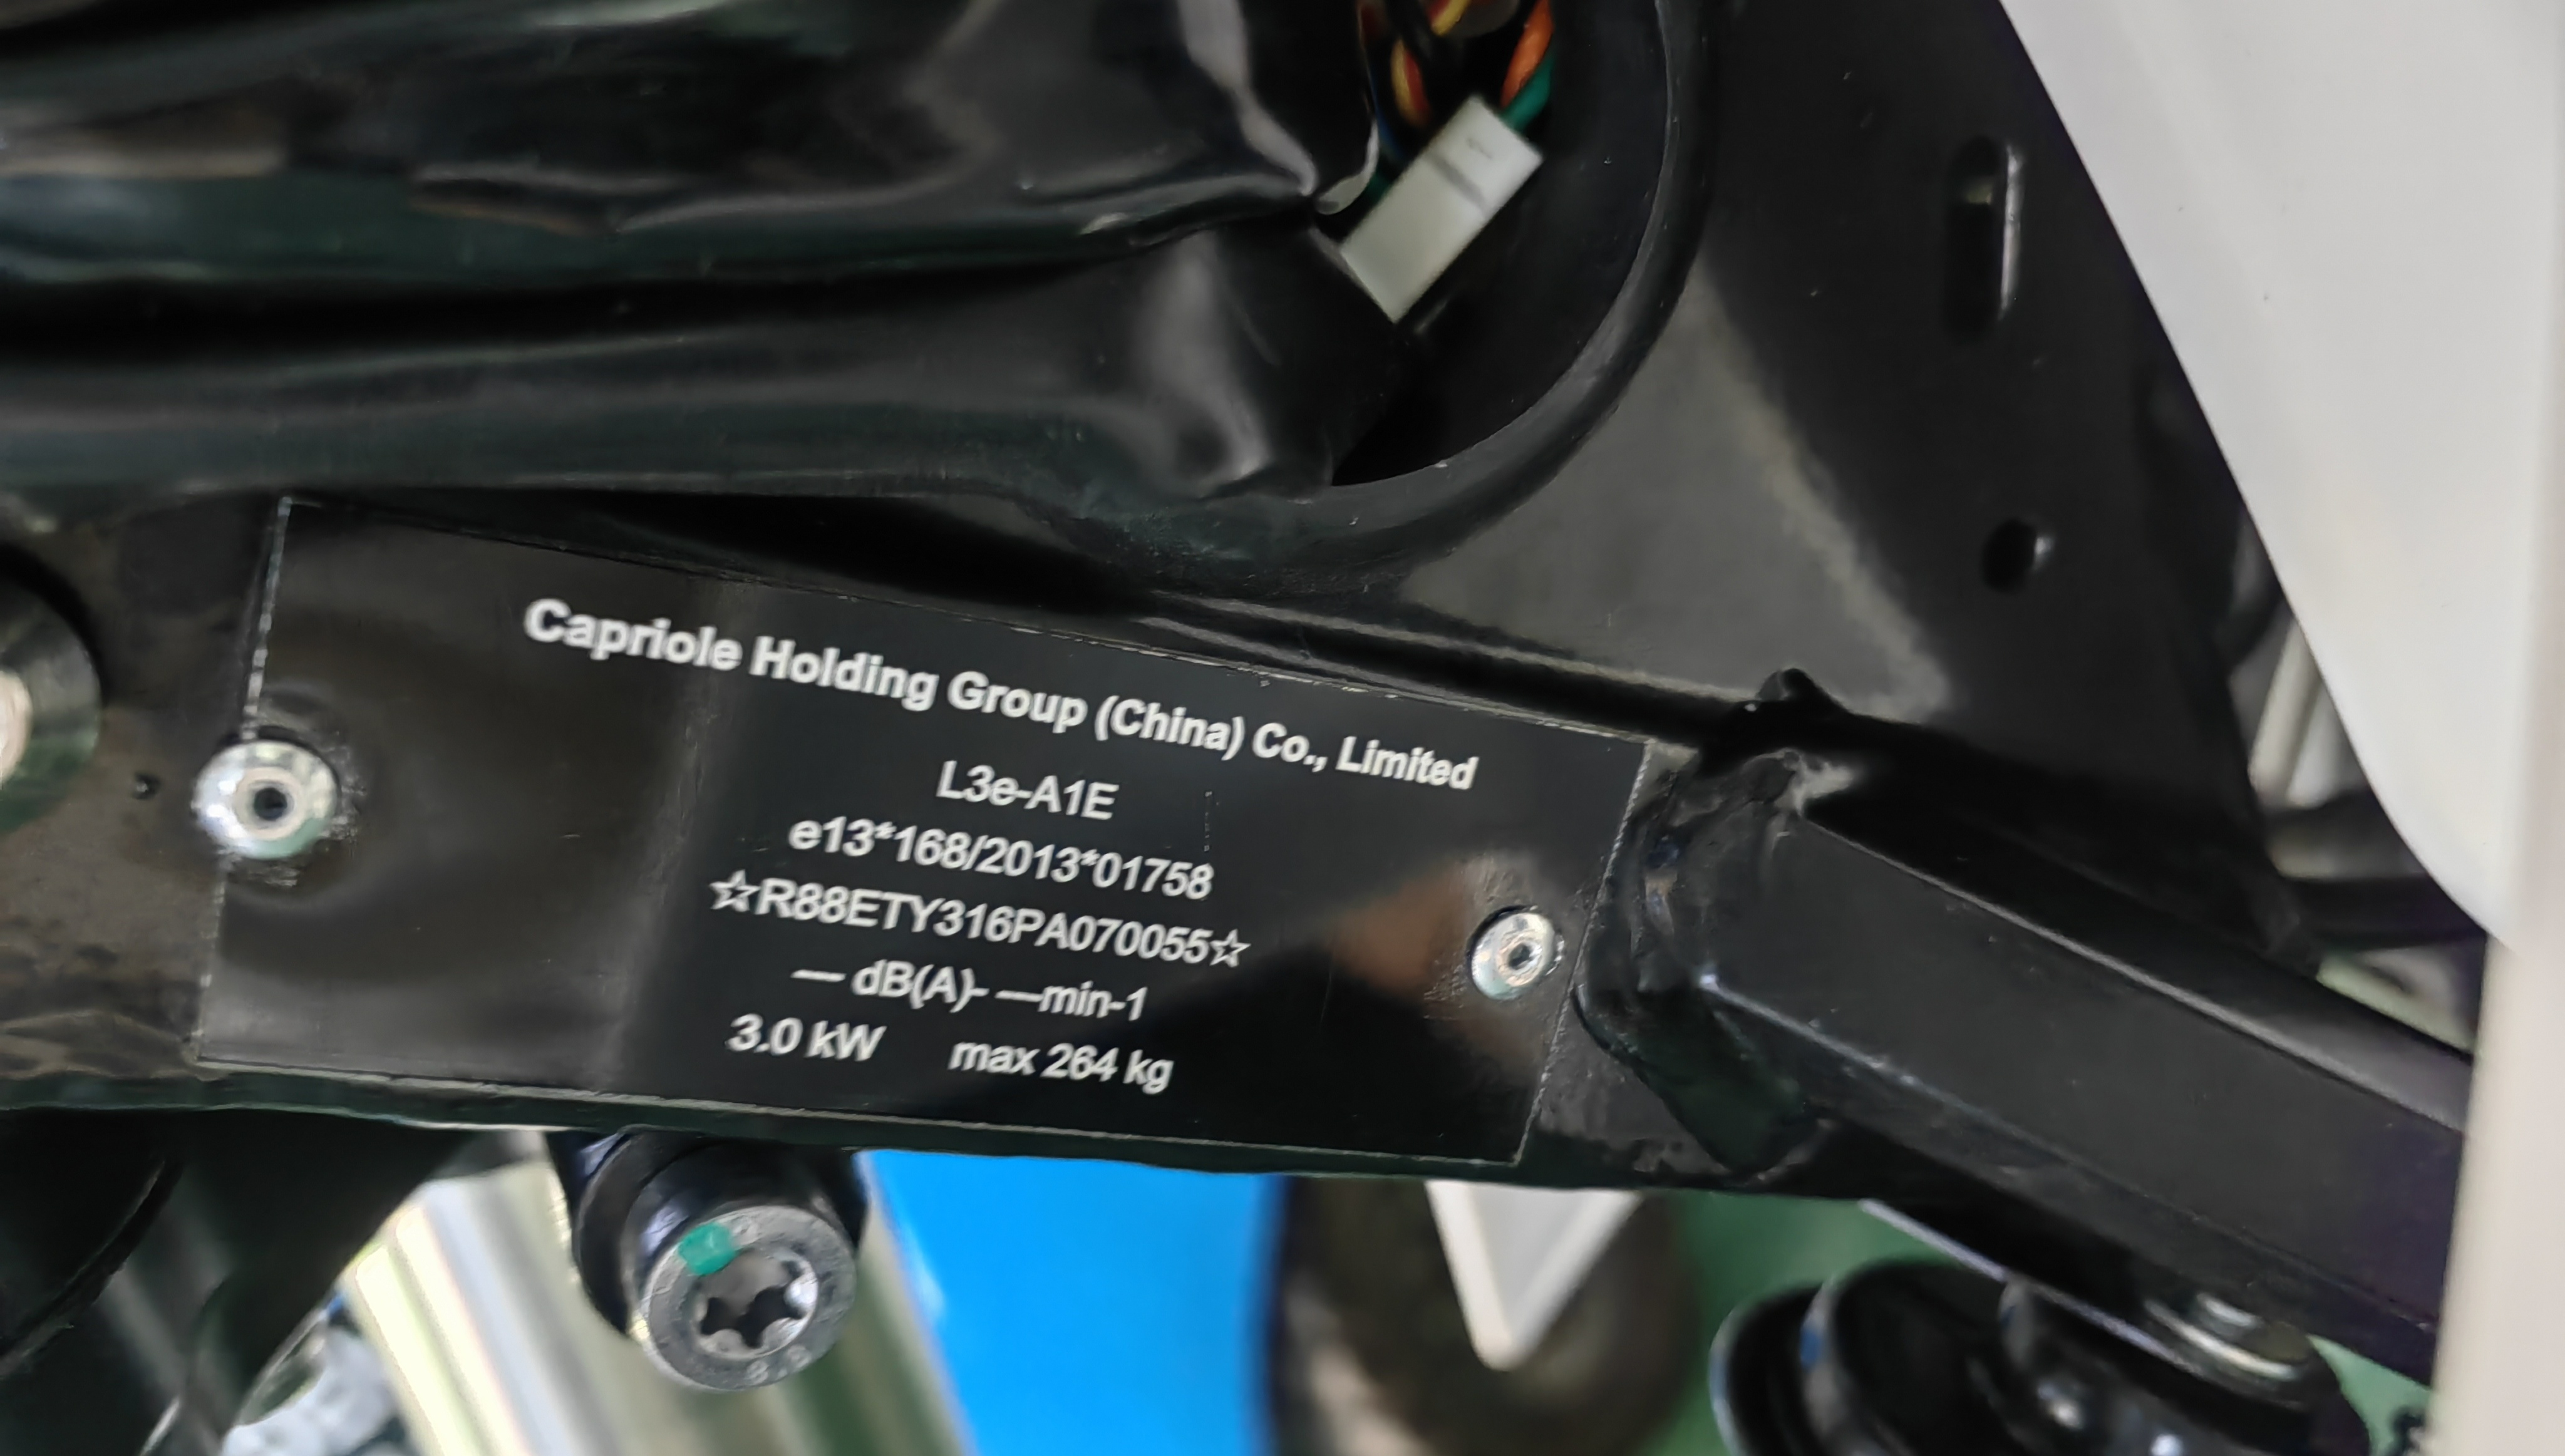 Capriole Holding Group (China) Co., Limited
L3e-A1E
e13*168/2013*01758
☆R88ETY316PA070055☆
— dB(A)- —min-1
3.0 kW max 264 kg